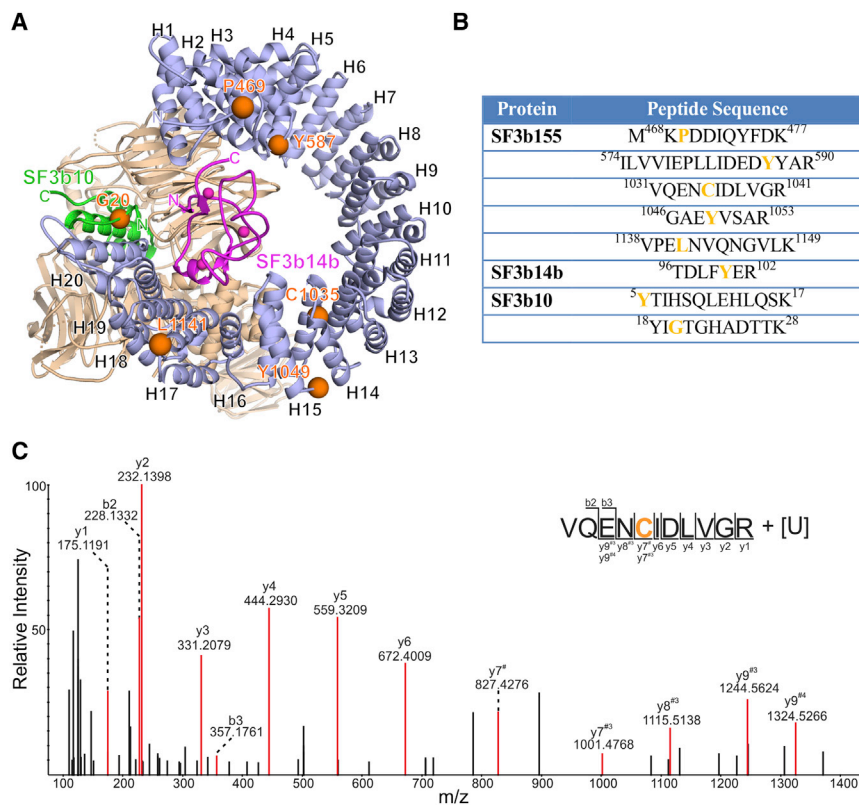 A
H1
H2
H3
H4
H5
H6
H7
H8
H9
H10
H11
H12
H13
H14
H15
H16
H17
H18
H19
H20
P469
Y587
N
C
SF3b10
C
G20
N
N
SF3b14b
C1035
L1141
Y1049
B
Protein Peptide Sequence
SF3b155 M468KPDDIQYFDK477
574ILVVIEPLLIDEDYYAR590
1031VQENCIDLVGR1041
1046GAEYVSAR1053
1138VPELNVQNGVLK1149
SF3b14b 96TDLFYER102
SF3b10 5YTIHSQLEHLQSK17
18YIGTGHADTTK28
C
Relative Intensity
100
50
y1
175.1191
b2
228.1332
y2
232.1398
y3
331.2079
b3
357.1761
y4
444.2930
y5
559.3209
y6
672.4009
y7#
827.4276
y7#3
1001.4768
y8#3
1115.5138
y9#3
1244.5624
y9#4
1324.5266
b2 b3
VQENCIDLVGR + [U]
y9#3 y8#3 y7# y6 y5 y4 y3 y2 y1
y9#4 y7#3
100 200 300 400 500 600 700 800 900 1000 1100 1200 1300 1400
m/z